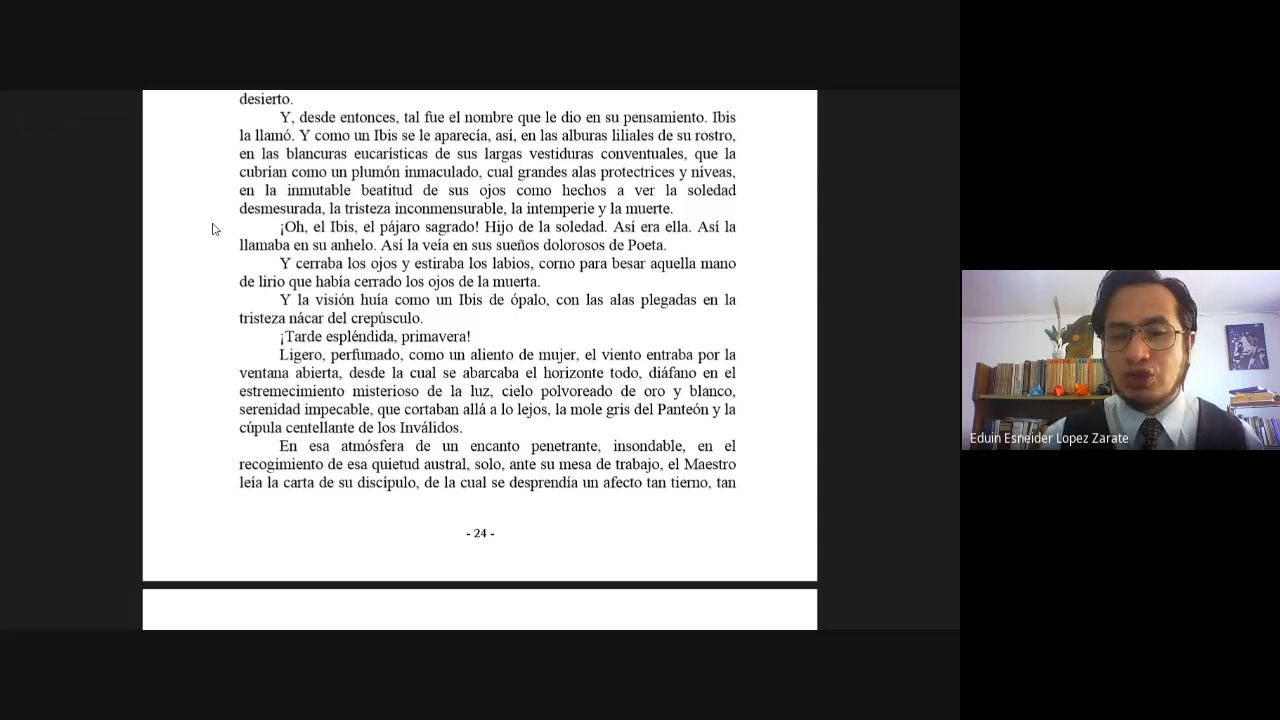 desierto.
Y, desde entonces, tal fue el nombre que le dio en su pensamiento. Ibis
la llamó. Y como un Ibis se le aparecía, así, en las alburas liliales de su rostro,
en las blancuras eucarísticas de sus largas vestiduras conventuales, que la
cubrían como un plumón inmaculado, cual grandes alas protectrices y níveas,
en la inmutable beatitud de sus ojos como hechos a ver la soledad
desmesurada, la tristeza inconmensurable, la intemperie y la muerte.
¡Oh, el Ibis, el pájaro sagrado! Hijo de la soledad. Así era ella. Así la
llamaba en su anhelo. Así la veía en sus sueños dolorosos de Poeta.
Y cerraba los ojos y estiraba los labios, corno para besar aquella mano
de lirio que había cerrado los ojos de la muerta.
Y la visión huía como un Ibis de ópalo, con las alas plegadas en la
tristeza nácar del crepúsculo.
¡Tarde espléndida, primavera!
Ligero, perfumado, como un aliento de mujer, el viento entraba por la
ventana abierta, desde la cual se abarcaba el horizonte todo, diáfano en el
estremecimiento misterioso de la luz, cielo polvoreado de oro y blanco,
serenidad impecable, que cortaban allá a lo lejos, la mole gris del Panteón y la
cúpula centellante de los Inválidos.
En esa atmósfera de un encanto penetrante, insondable, en el
recogimiento de esa quietud austral, solo, ante su mesa de trabajo, el Maestro
leía la carta de su discípulo, de la cual se desprendía un afecto tan tierno, tan
- 24 -
Eduin Esneider Lopez Zarate